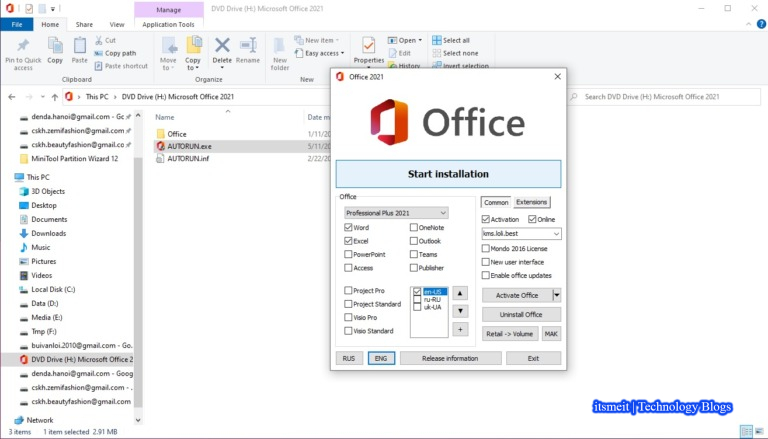 Manage
DVD Drive (H:) Microsoft Office 2021
File
Home
Share
View
Application Tools
Pin to Quick access
Copy
Paste
Cut
Copy path
Paste shortcut
Clipboard
Move to
Copy to
Delete
Rename
Organize
New folder
New item
Easy access
New
Properties
Open
Edit
History
Select all
Select none
Invert selection
This PC
DVD Drive (H:) Microsoft Office 2021
Search DVD Drive (H:) Microsoft Office 2021
denda.hanoi@gmail.com - Goo
cskh.zemifashion@gmail.com
cskh.beautyfashion@gmail.com
MiniTool Partition Wizard 12
This PC
3D Objects
Desktop
Documents
Downloads
Music
Pictures
Videos
Local Disk (C:)
Data (D:)
Media (E:)
Tmp (F:)
buivanloi.2010@gmail.com - Goog
DVD Drive (H:) Microsoft Office 2
denda.hanoi@gmail.com - Goog
cskh.zemifashion@gmail.com - ...
cskh.beautyfashion@gmail.com
Network
Name
Date m
Office
1/11/20
AUTORUN.exe
5/11/20
AUTORUN.inf
2/22/20
Office 2021
Office
Start installation
Office
Professional Plus 2021
Word
OneNote
Excel
Outlook
PowerPoint
Teams
Access
Publisher
Project Pro
Project Standard
Visio Pro
Visio Standard
en-US
ru-RU
uk-UA
+
Common
Extensions
Activation
Online
kms.loli.best
Mondo 2016 License
New user interface
Enable office updates
Activate Office
Uninstall Office
Retail -> Volume
MAK
RUS
ENG
Release information
Exit
itsmeit | Technology Blogs
3 items
1 item selected 2.91 MB